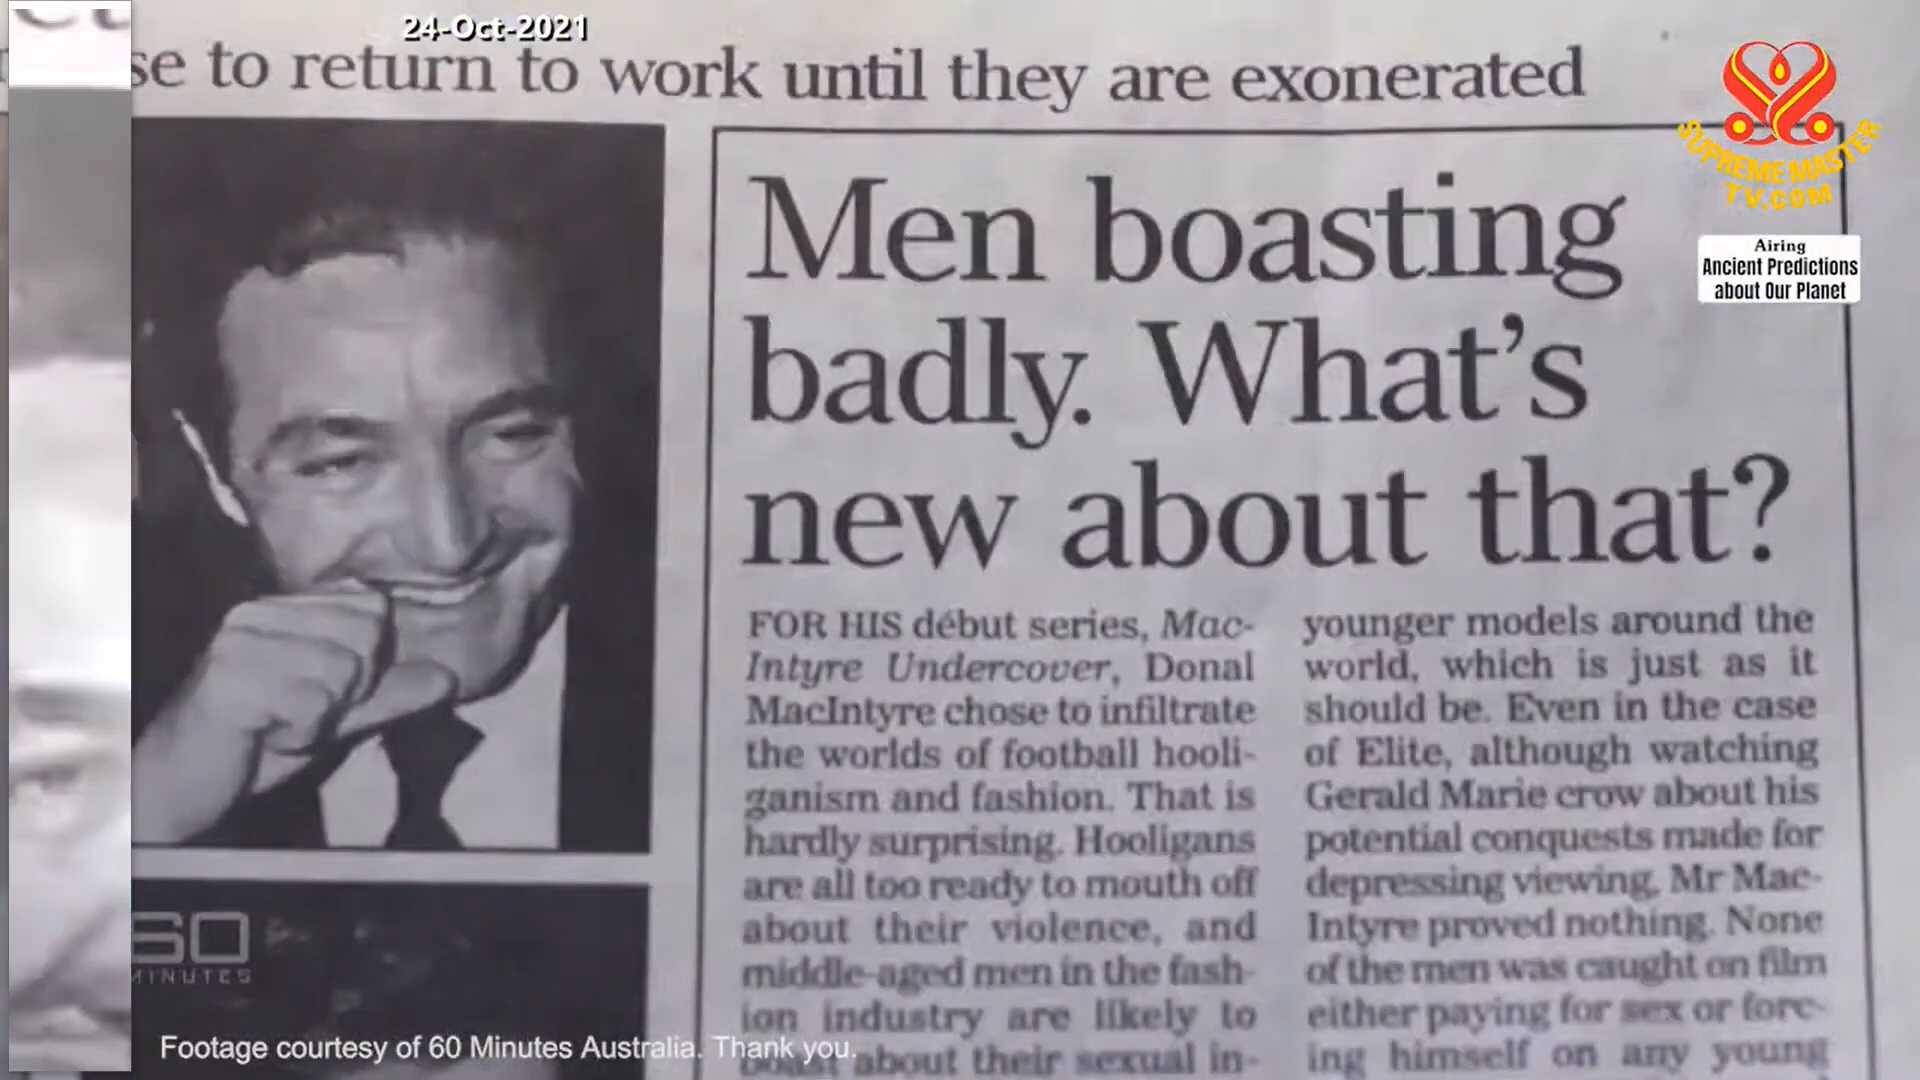 24-Oct-2021
se to return to work until they are exonerated
SUPREME MASTER
TV.COM
Airing
Ancient Predictions
about Our Planet
Men boasting
badly. What's
new about that?
FOR HIS début series, Mac-
Intyre Undercover, Donal
MacIntyre chose to infiltrate
the worlds of football hooli-
ganism and fashion. That is
hardly surprising. Hooligans
are all too ready to mouth off
about their violence, and
middle-aged men in the fash-
ion industry are likely to
boast about their sexual in-
younger models around the
world, which is just as it
should be. Even in the case
of Elite, although watching
Gerald Marie crow about his
potential conquests made for
depressing viewing, Mr Mac-
Intyre proved nothing. None
of the men was caught on film
either paying for sex or forc-
ing himself on any young
60
MINUTES
Footage courtesy of 60 Minutes Australia. Thank you.